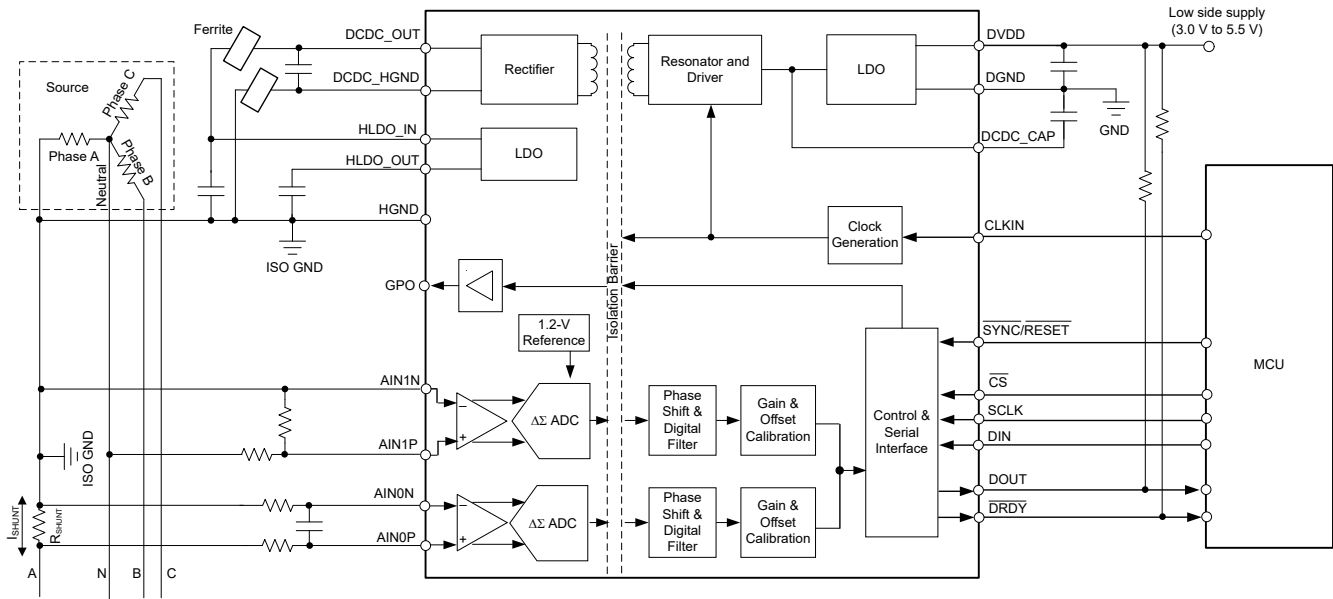 Low side supply
(3.0 V to 5.5 V)
Ferrite
DCDC_OUT
DVDD
Source
Phase C
Rectifier
Resonator and
Driver
LDO
DCDC_HGND
DGND
GND
HLDO_IN
DCDC_CAP
Phase A
Phase B
Neutral
HLDO_OUT
LDO
HGND
ISO GND
Clock
Generation
CLKIN
Isolation Barrier
GPO
1.2-V
Reference
SYNC/RESET
MCU
AIN1N
CS
SCLK
DIN
−
+
ΔΣ ADC
Phase
Shift &
Digital
Filter
Gain &
Offset
Calibration
Control &
Serial
Interface
AIN1P
ISO GND
DOUT
DRDY
AIN0N
−
+
ΔΣ ADC
Phase
Shift &
Digital
Filter
Gain &
Offset
Calibration
AIN0P
ISHUNT
RSHUNT
A
N
B
C